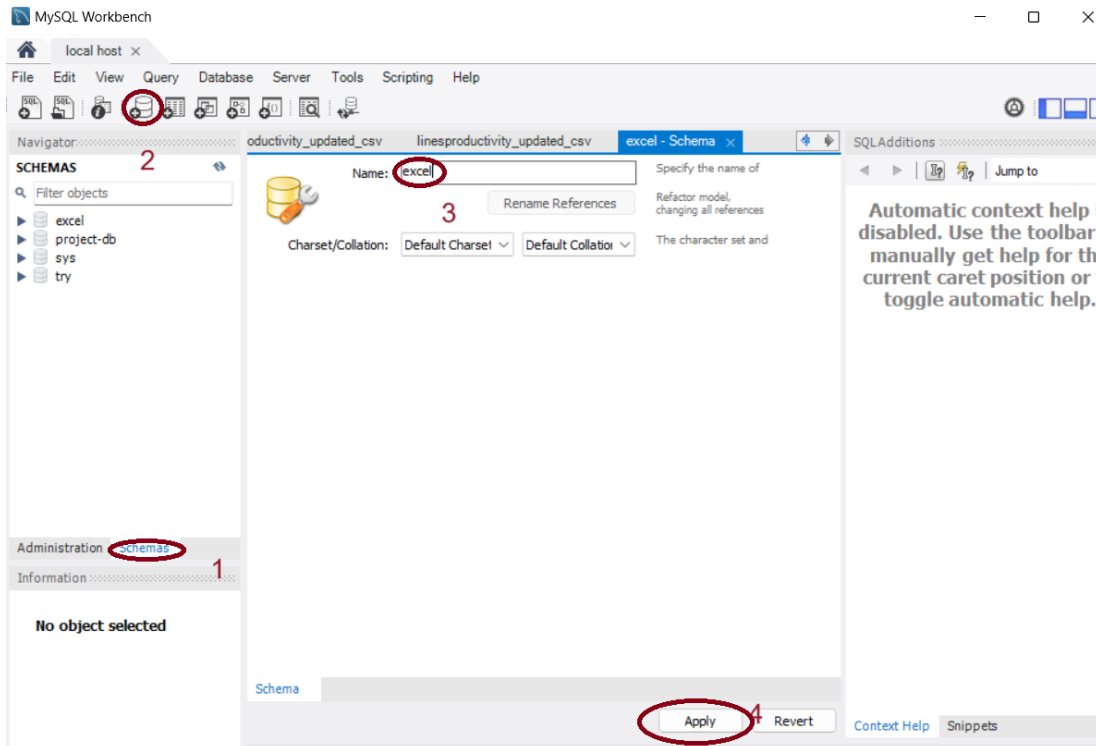 MySQL Workbench
local host
File Edit View Query Database Server Tools Scripting Help
SQL SQL
Navigator
SCHEMAS
Filter objects
excel
project-db
sys
try
2
Administration Schemas
1
Information
No object selected
oductivity_updated_csv linesproductivity_updated_csv excel - Schema
Name: excel
Specify the name of
3
Rename References
Refactor model,
changing all references
Charset/Collation: Default Charset Default Collation
The character set and
Schema
Apply 4 Revert
SQLAdditions
Jump to
Automatic context help
disabled. Use the toolbar
manually get help for th
current caret position or
toggle automatic help.
Context Help Snippets